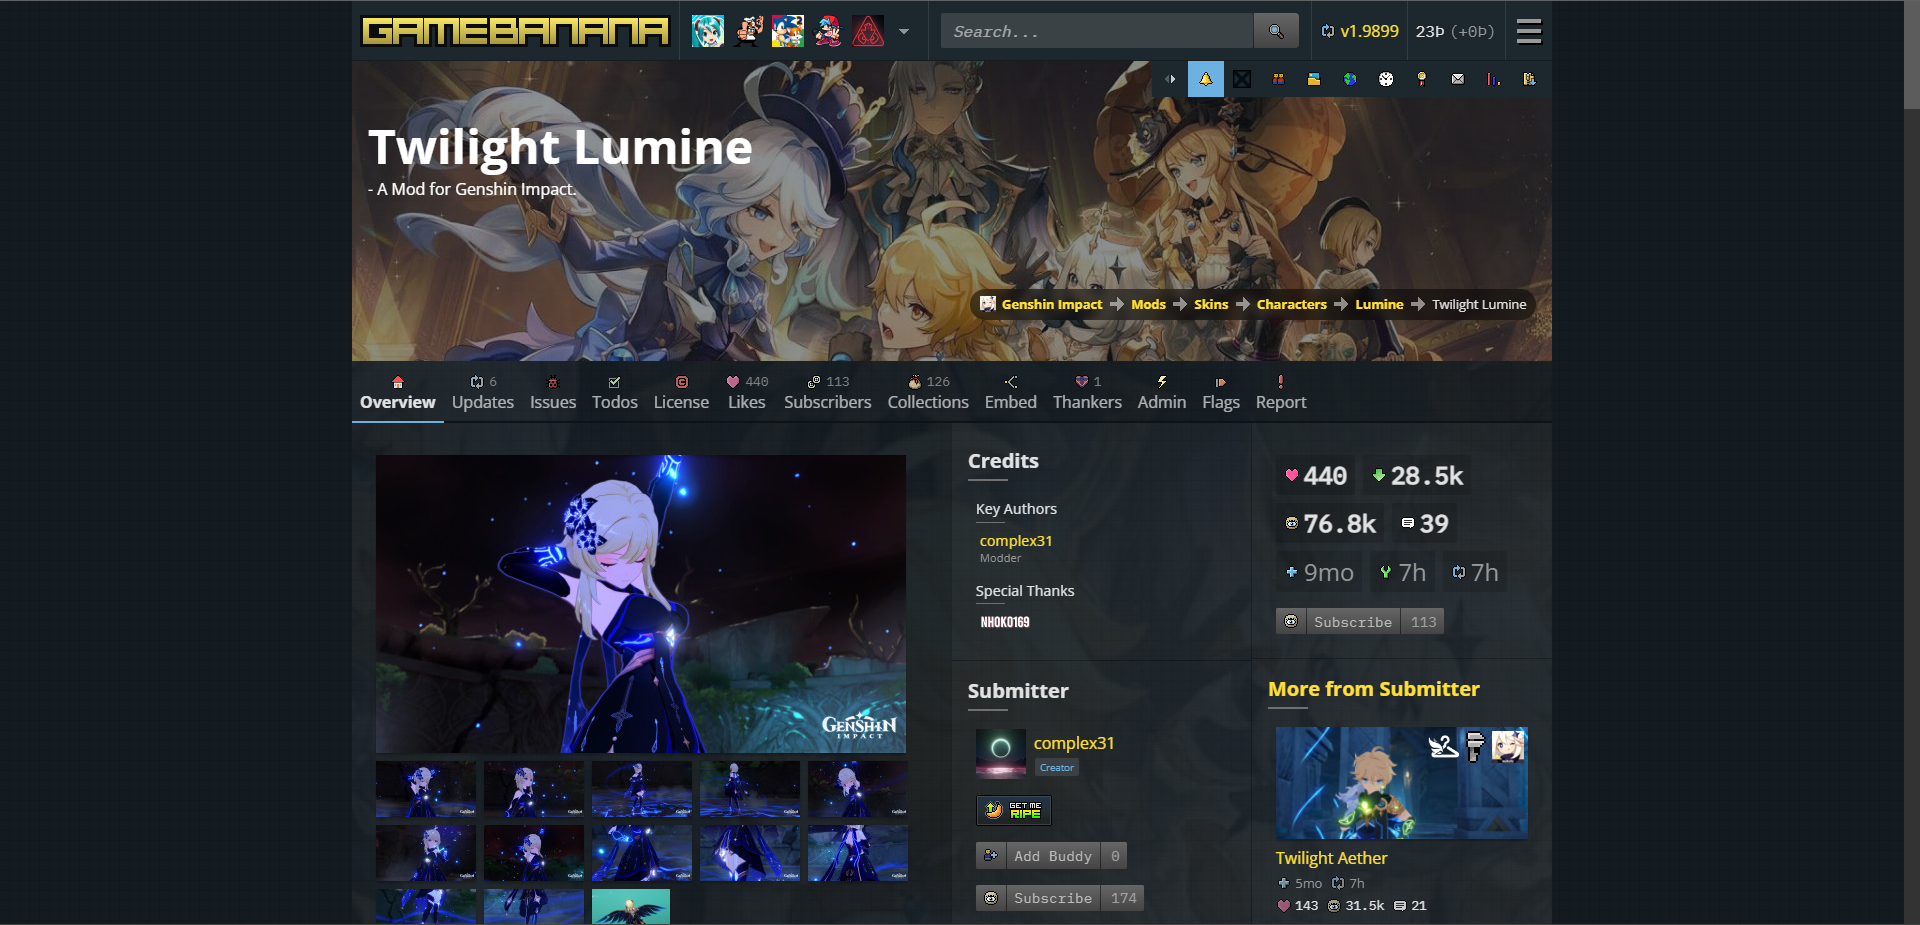 GAMEBANANA
Search...
v1.9899
23Þ (+0Þ)
Twilight Lumine
- A Mod for Genshin Impact.
Genshin Impact Mods Skins Characters Lumine Twilight Lumine
6
440
113
126
1
Overview Updates Issues Todos License Likes Subscribers Collections Embed Thankers Admin Flags Report
GENSHIN
IMPACT
Credits
Key Authors
complex31
Modder
Special Thanks
NHOK0169
Submitter
complex31
Creator
GET ME
RIPE
Add Buddy 0
Subscribe 174
440 28.5k
76.8k 39
9mo 7h 7h
Subscribe 113
More from Submitter
Twilight Aether
5mo 7h
143 31.5k 21